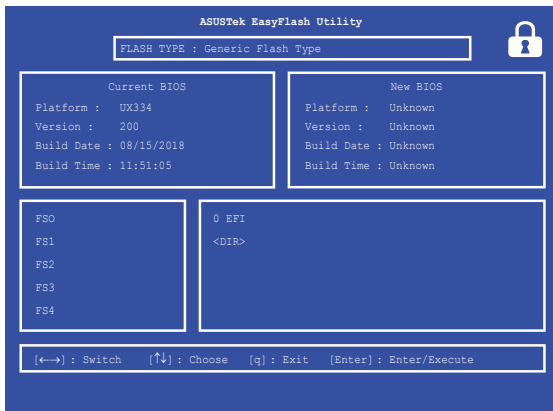 ASUSTek EasyFlash Utility
FLASH TYPE : Generic Flash Type
Current BIOS
Platform : UX334
Version : 200
Build Date : 08/15/2018
Build Time : 11:51:05
New BIOS
Platform : Unknown
Version : Unknown
Build Date : Unknown
Build Time : Unknown
FSO
FS1
FS2
FS3
FS4
0 EFI
<DIR>
[←→] : Switch [↑↓] : Choose [q] : Exit [Enter] : Enter/Execute